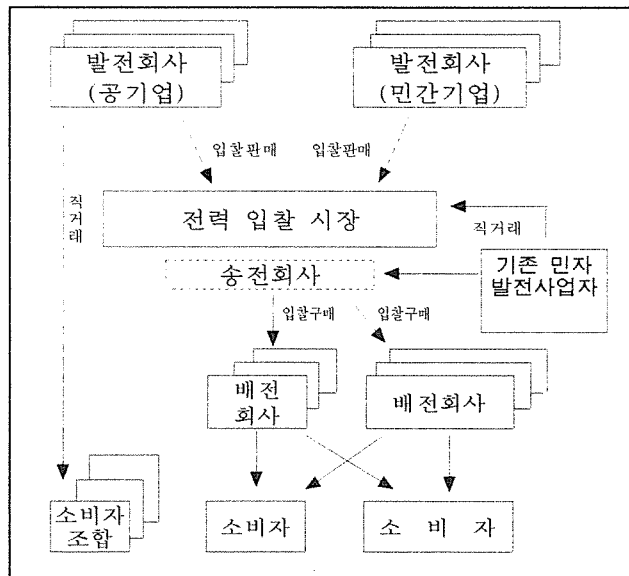 발전회사
(공기업)
발전회사
(민간기업)
입찰판매
입찰판매
직거래
전력 입찰 시장
직거래
송전회사
기존 민자
발전사업자
입찰구매
입찰구매
배전
회사
배전회사
소비자
조합
소비자
소 비 자